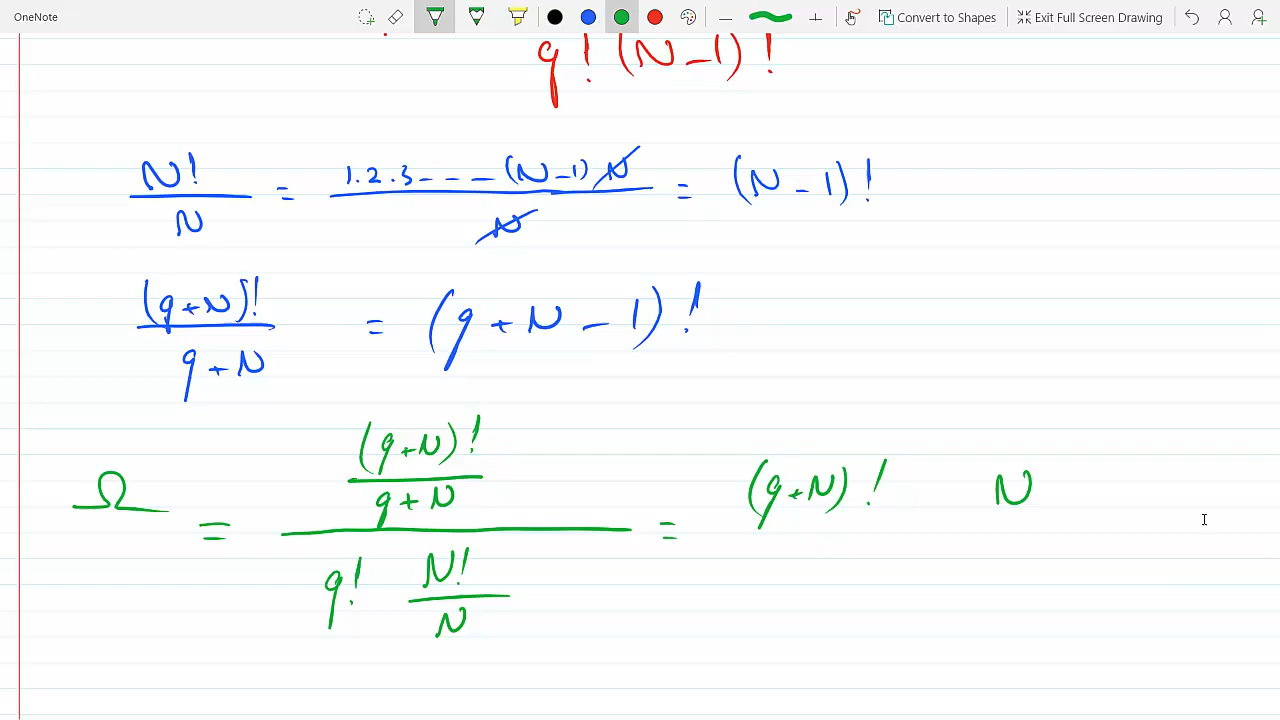 OneNote
Convert to Shapes Exit Full Screen Drawing
q! (N-1)!
N!/N = 1.2.3---(N-1)N/N = (N-1)!
(q+N)!/q+N = (q+N-1)!
Ω = (q+N)!/q+N / q! N!/N = (q+N)! N